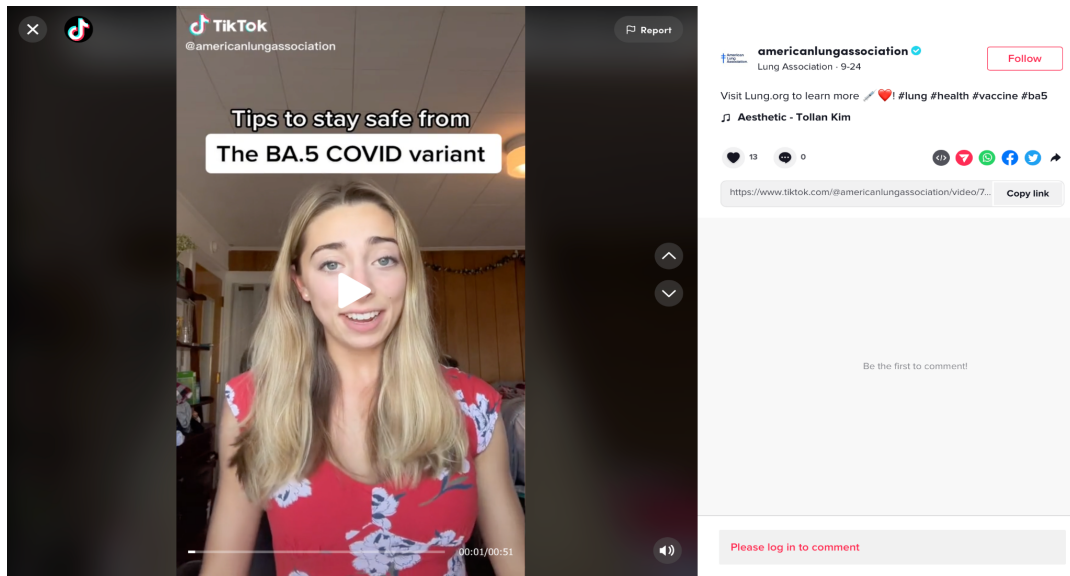 TikTok
@americanlungassociation
Report
Tips to stay safe from
The BA.5 COVID variant
00:01/00:51
American
Lung
Association
americanlungassociation
Lung Association · 9-24
Follow
Visit Lung.org to learn more 💉❤️! #lung #health #vaccine #ba5
Aesthetic - Tollan Kim
13
0
</>
https://www.tiktok.com/@americanlungassociation/video/7...
Copy link
Be the first to comment!
Please log in to comment